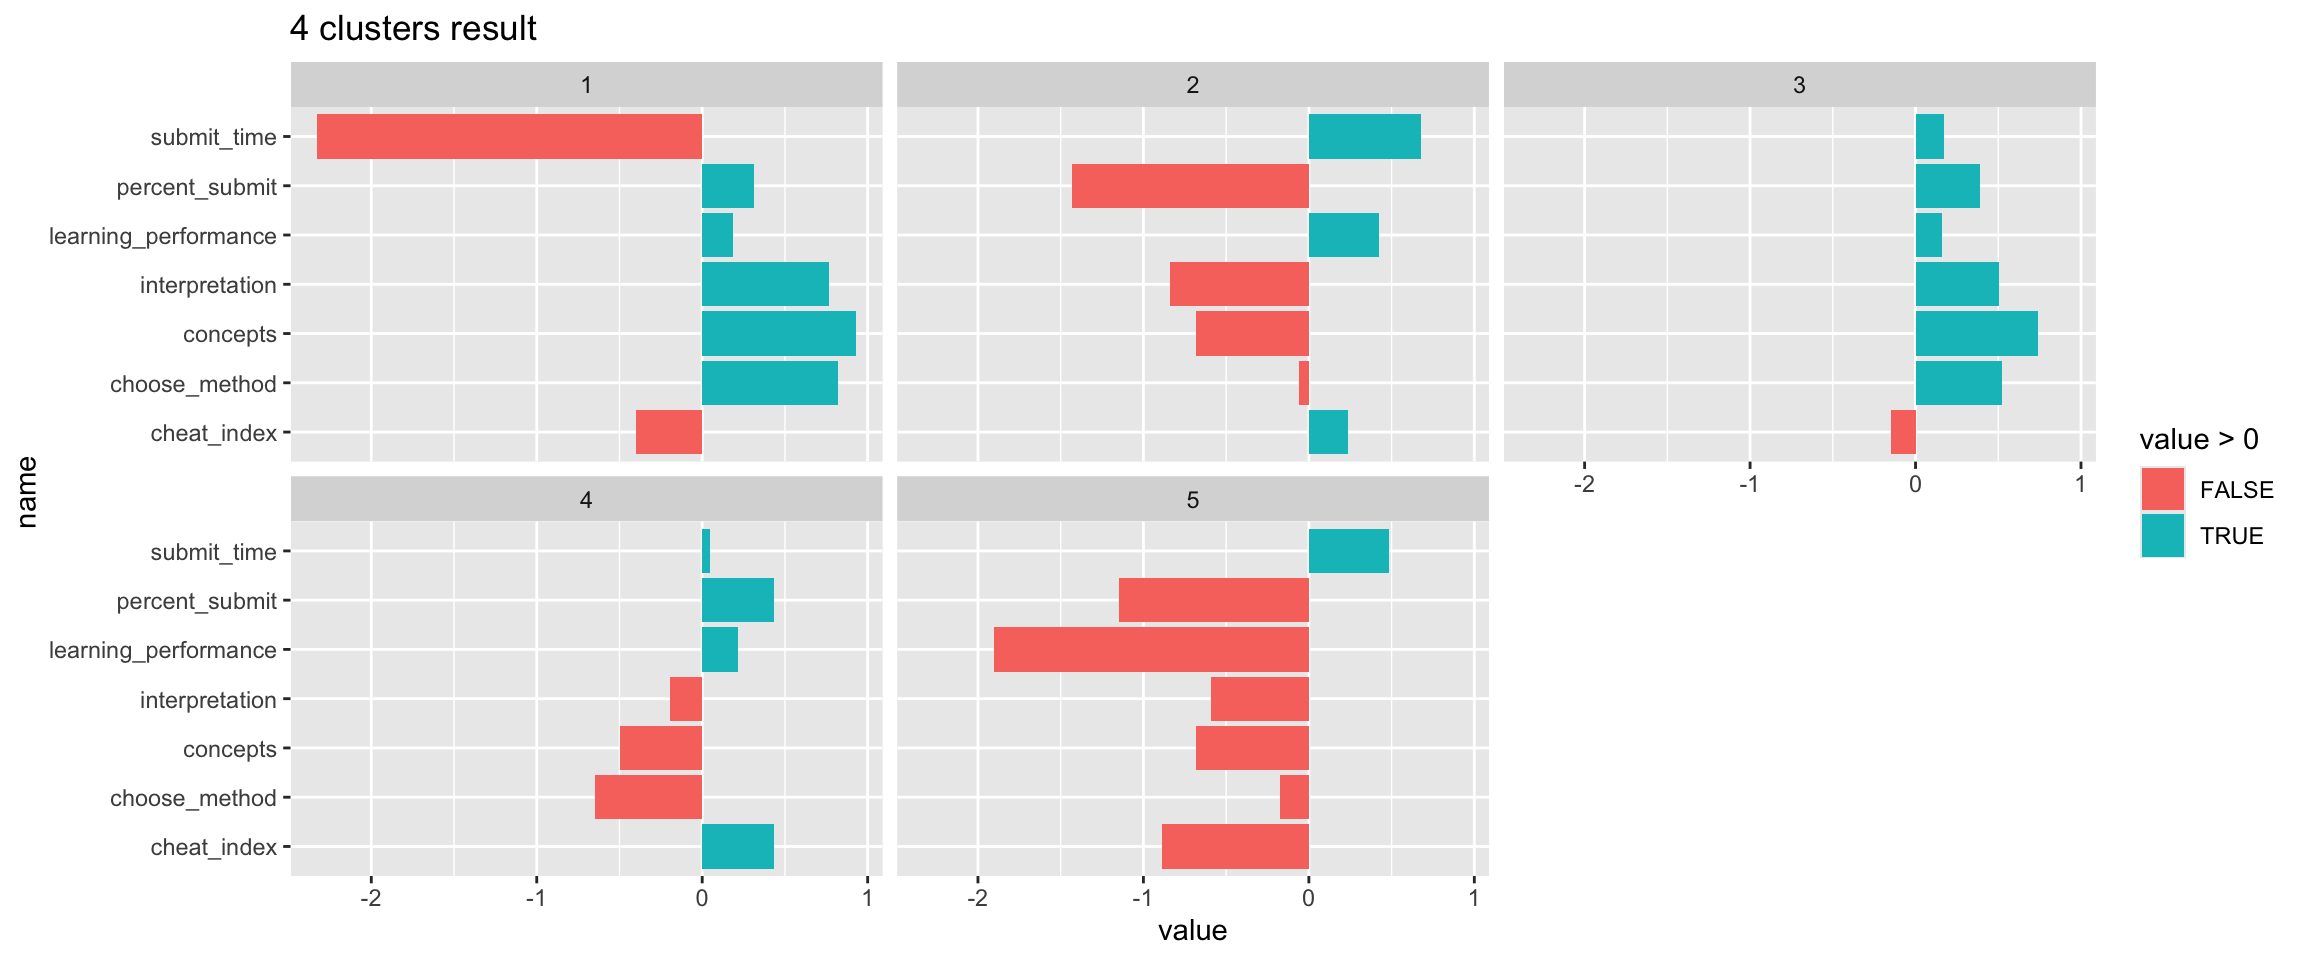 4 clusters result
1
2
3
submit_time
percent_submit
learning_performance
interpretation
concepts
choose_method
cheat_index
-2 -1 0 1
4
5
submit_time
percent_submit
learning_performance
interpretation
concepts
choose_method
cheat_index
-2 -1 0 1
-2 -1 0 1
value
name
value > 0
FALSE
TRUE